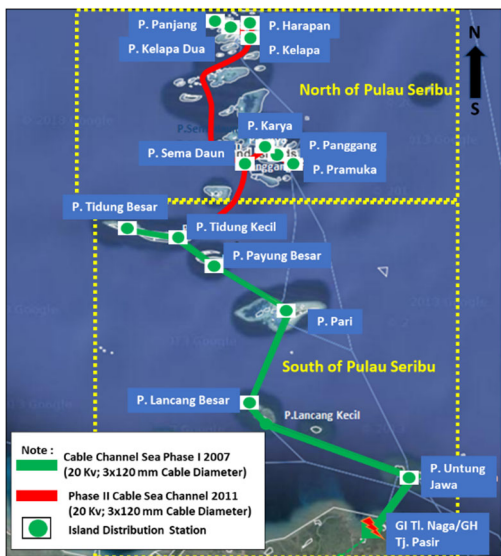 P. Panjang
P. Harapan
P. Kelapa Dua
P. Kelapa
N
S
North of Pulau Seribu
P. Karya
P. Sema Daun
P. Panggang
P. Pramuka
P. Tidung Besar
P. Tidung Kecil
P. Payung Besar
P. Pari
South of Pulau Seribu
P. Lancang Besar
P.Lancang Kecil
Note :
Cable Channel Sea Phase I 2007
(20 Kv; 3x120 mm Cable Diameter)
Phase II Cable Sea Channel 2011
(20 Kv; 3x120 mm Cable Diameter)
Island Distribution Station
P. Untung
Jawa
GI Tl. Naga/GH
Tj. Pasir